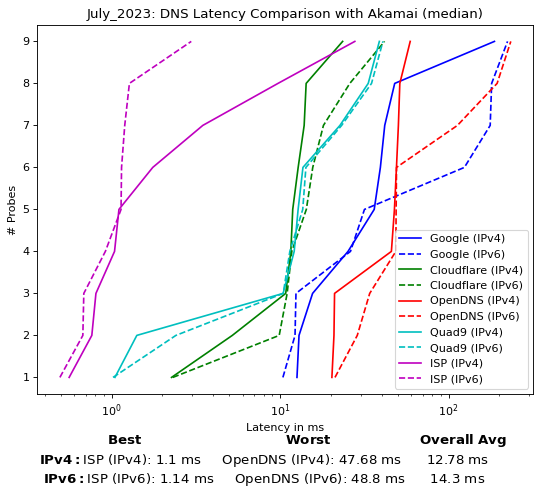 July_2023: DNS Latency Comparison with Akamai (median)
9
8
7
6
5
4
3
2
1
# Probes
Google (IPv4)
Google (IPv6)
Cloudflare (IPv4)
Cloudflare (IPv6)
OpenDNS (IPv4)
OpenDNS (IPv6)
Quad9 (IPv4)
Quad9 (IPv6)
ISP (IPv4)
ISP (IPv6)
10⁰ 10¹ 10²
Latency in ms
Best Worst Overall Avg
IPv4: ISP (IPv4): 1.1 ms OpenDNS (IPv4): 47.68 ms 12.78 ms
IPv6: ISP (IPv6): 1.14 ms OpenDNS (IPv6): 48.8 ms 14.3 ms